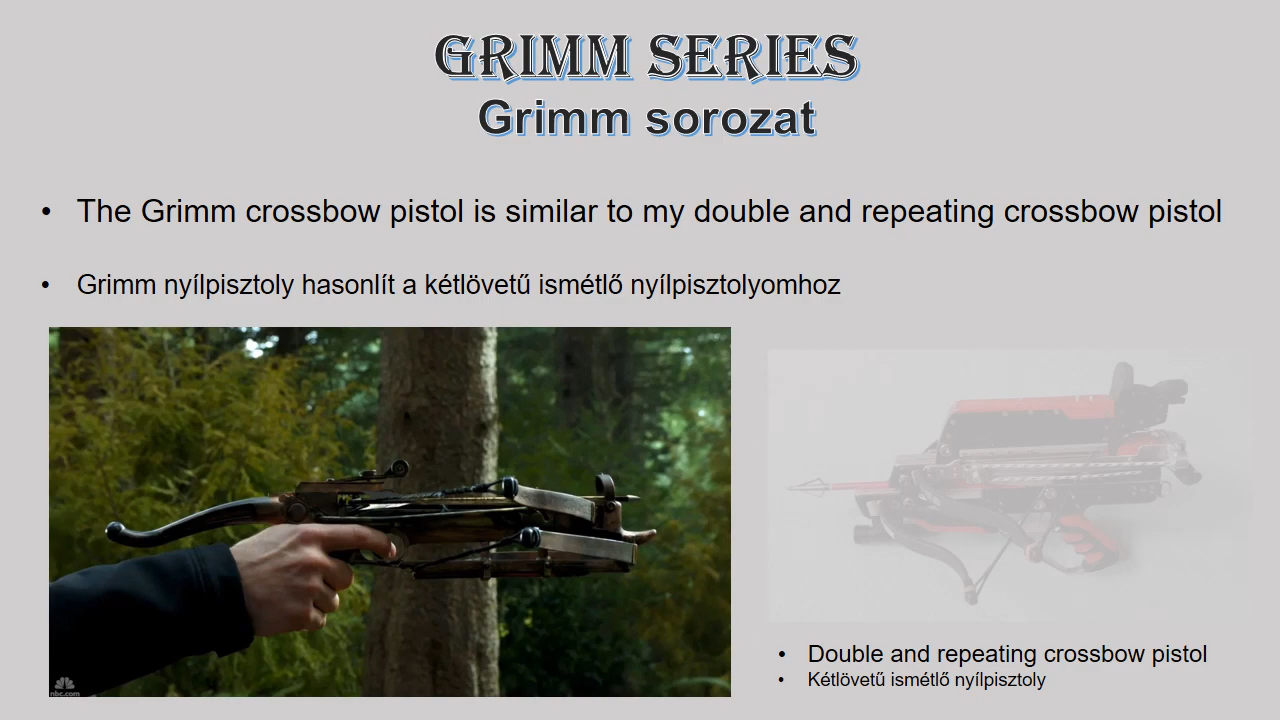 GRIMM SERIES
Grimm sorozat
• The Grimm crossbow pistol is similar to my double and repeating crossbow pistol
• Grimm nyílpisztoly hasonlít a kétlövetű ismétlő nyílpisztolyomhoz
nbc.com
• Double and repeating crossbow pistol
• Kétlövetű ismétlő nyílpisztoly